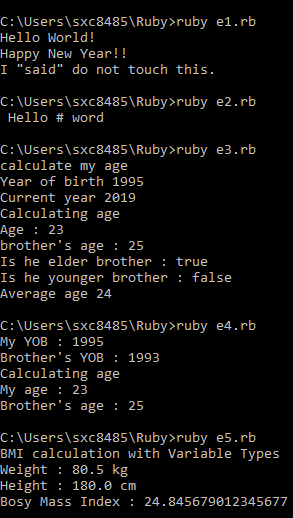 C:\Users\sxc8485\Ruby>ruby e1.rb
Hello World!
Happy New Year!!
I "said" do not touch this.
C:\Users\sxc8485\Ruby>ruby e2.rb
Hello # word
C:\Users\sxc8485\Ruby>ruby e3.rb
calculate my age
Year of birth 1995
Current year 2019
Calculating age
Age : 23
brother's age : 25
Is he elder brother : true
Is he younger brother : false
Average age 24
C:\Users\sxc8485\Ruby>ruby e4.rb
My YOB : 1995
Brother's YOB : 1993
Calculating age
My age : 23
Brother's age : 25
C:\Users\sxc8485\Ruby>ruby e5.rb
BMI calculation with Variable Types
Weight : 80.5 kg
Height : 180.0 cm
Bosy Mass Index : 24.845679012345677